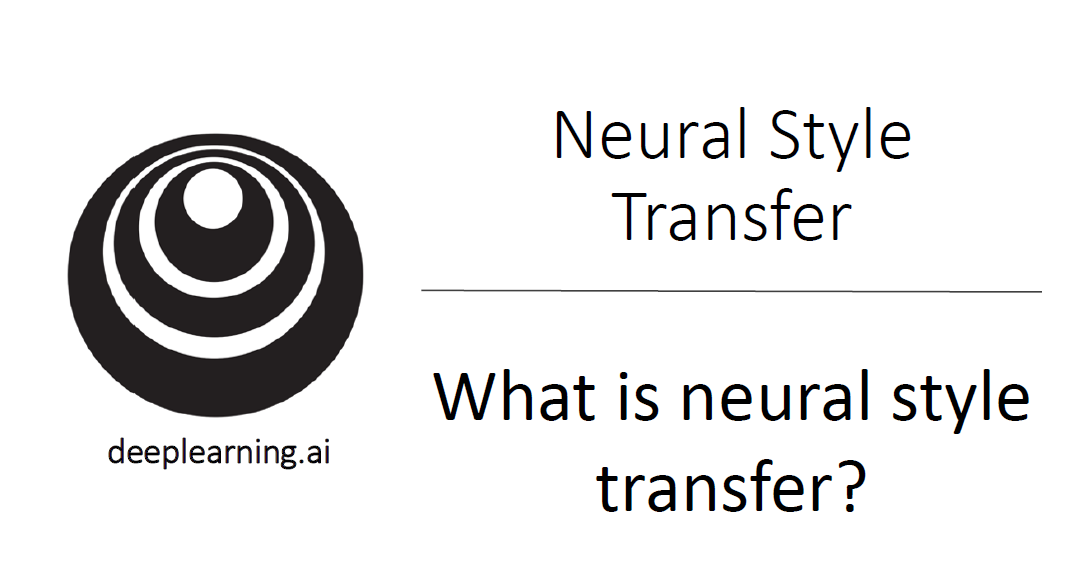 Neural Style
Transfer
What is neural style
transfer?
deeplearning.ai